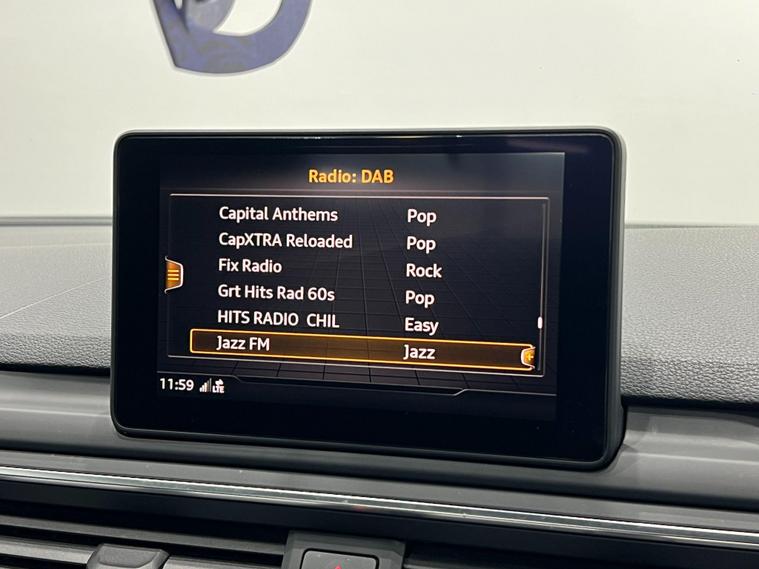 Radio: DAB
Capital Anthems Pop
CapXTRA Reloaded Pop
Fix Radio Rock
Grt Hits Rad 60s Pop
HITS RADIO CHIL Easy
Jazz FM Jazz
11:59 LTE